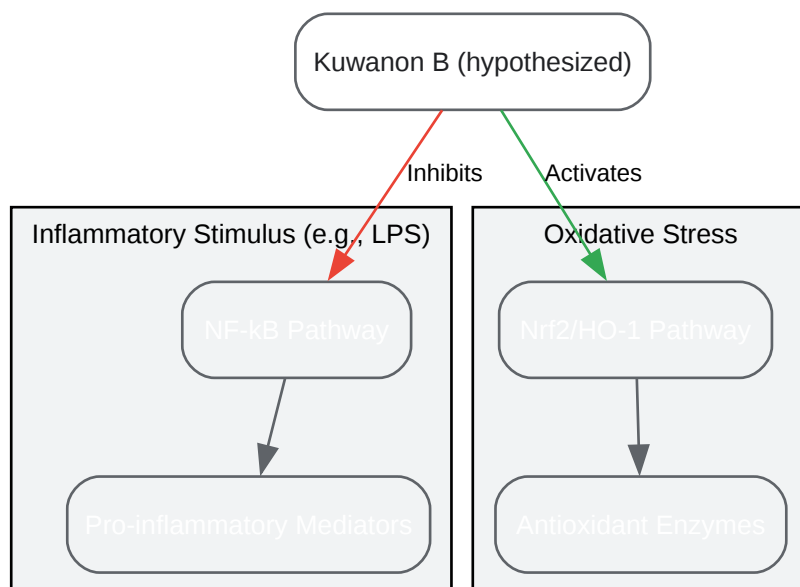 Kuwanon B (hypothesized)
Inhibits
Activates
Inflammatory Stimulus (e.g., LPS)
Oxidative Stress
NF-kB Pathway
Nrf2/HO-1 Pathway
Pro-inflammatory Mediators
Antioxidant Enzymes